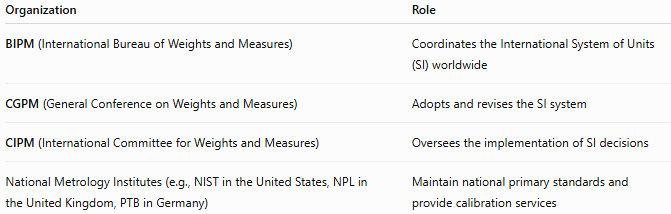 Organization Role
BIPM (International Bureau of Weights and Measures) Coordinates the International System of Units
(SI) worldwide
CGPM (General Conference on Weights and Measures) Adopts and revises the SI system
CIPM (International Committee for Weights and Measures) Oversees the implementation of SI decisions
National Metrology Institutes (e.g., NIST in the United States, NPL in Maintain national primary standards and
the United Kingdom, PTB in Germany) provide calibration services